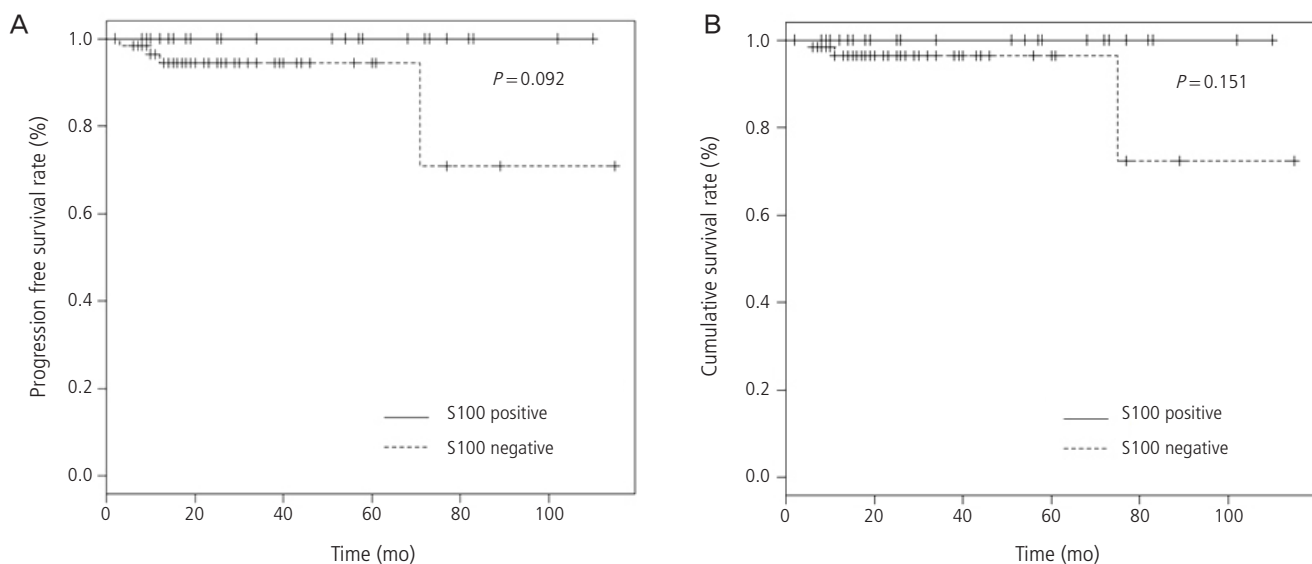 A
Progression free survival rate (%)
1.0
0.8
0.6
0.4
0.2
0.0
P=0.092
S100 positive
S100 negative
0 20 40 60 80 100
Time (mo)
B
Cumulative survival rate (%)
1.0
0.8
0.6
0.4
0.2
0.0
P=0.151
S100 positive
S100 negative
0 20 40 60 80 100
Time (mo)